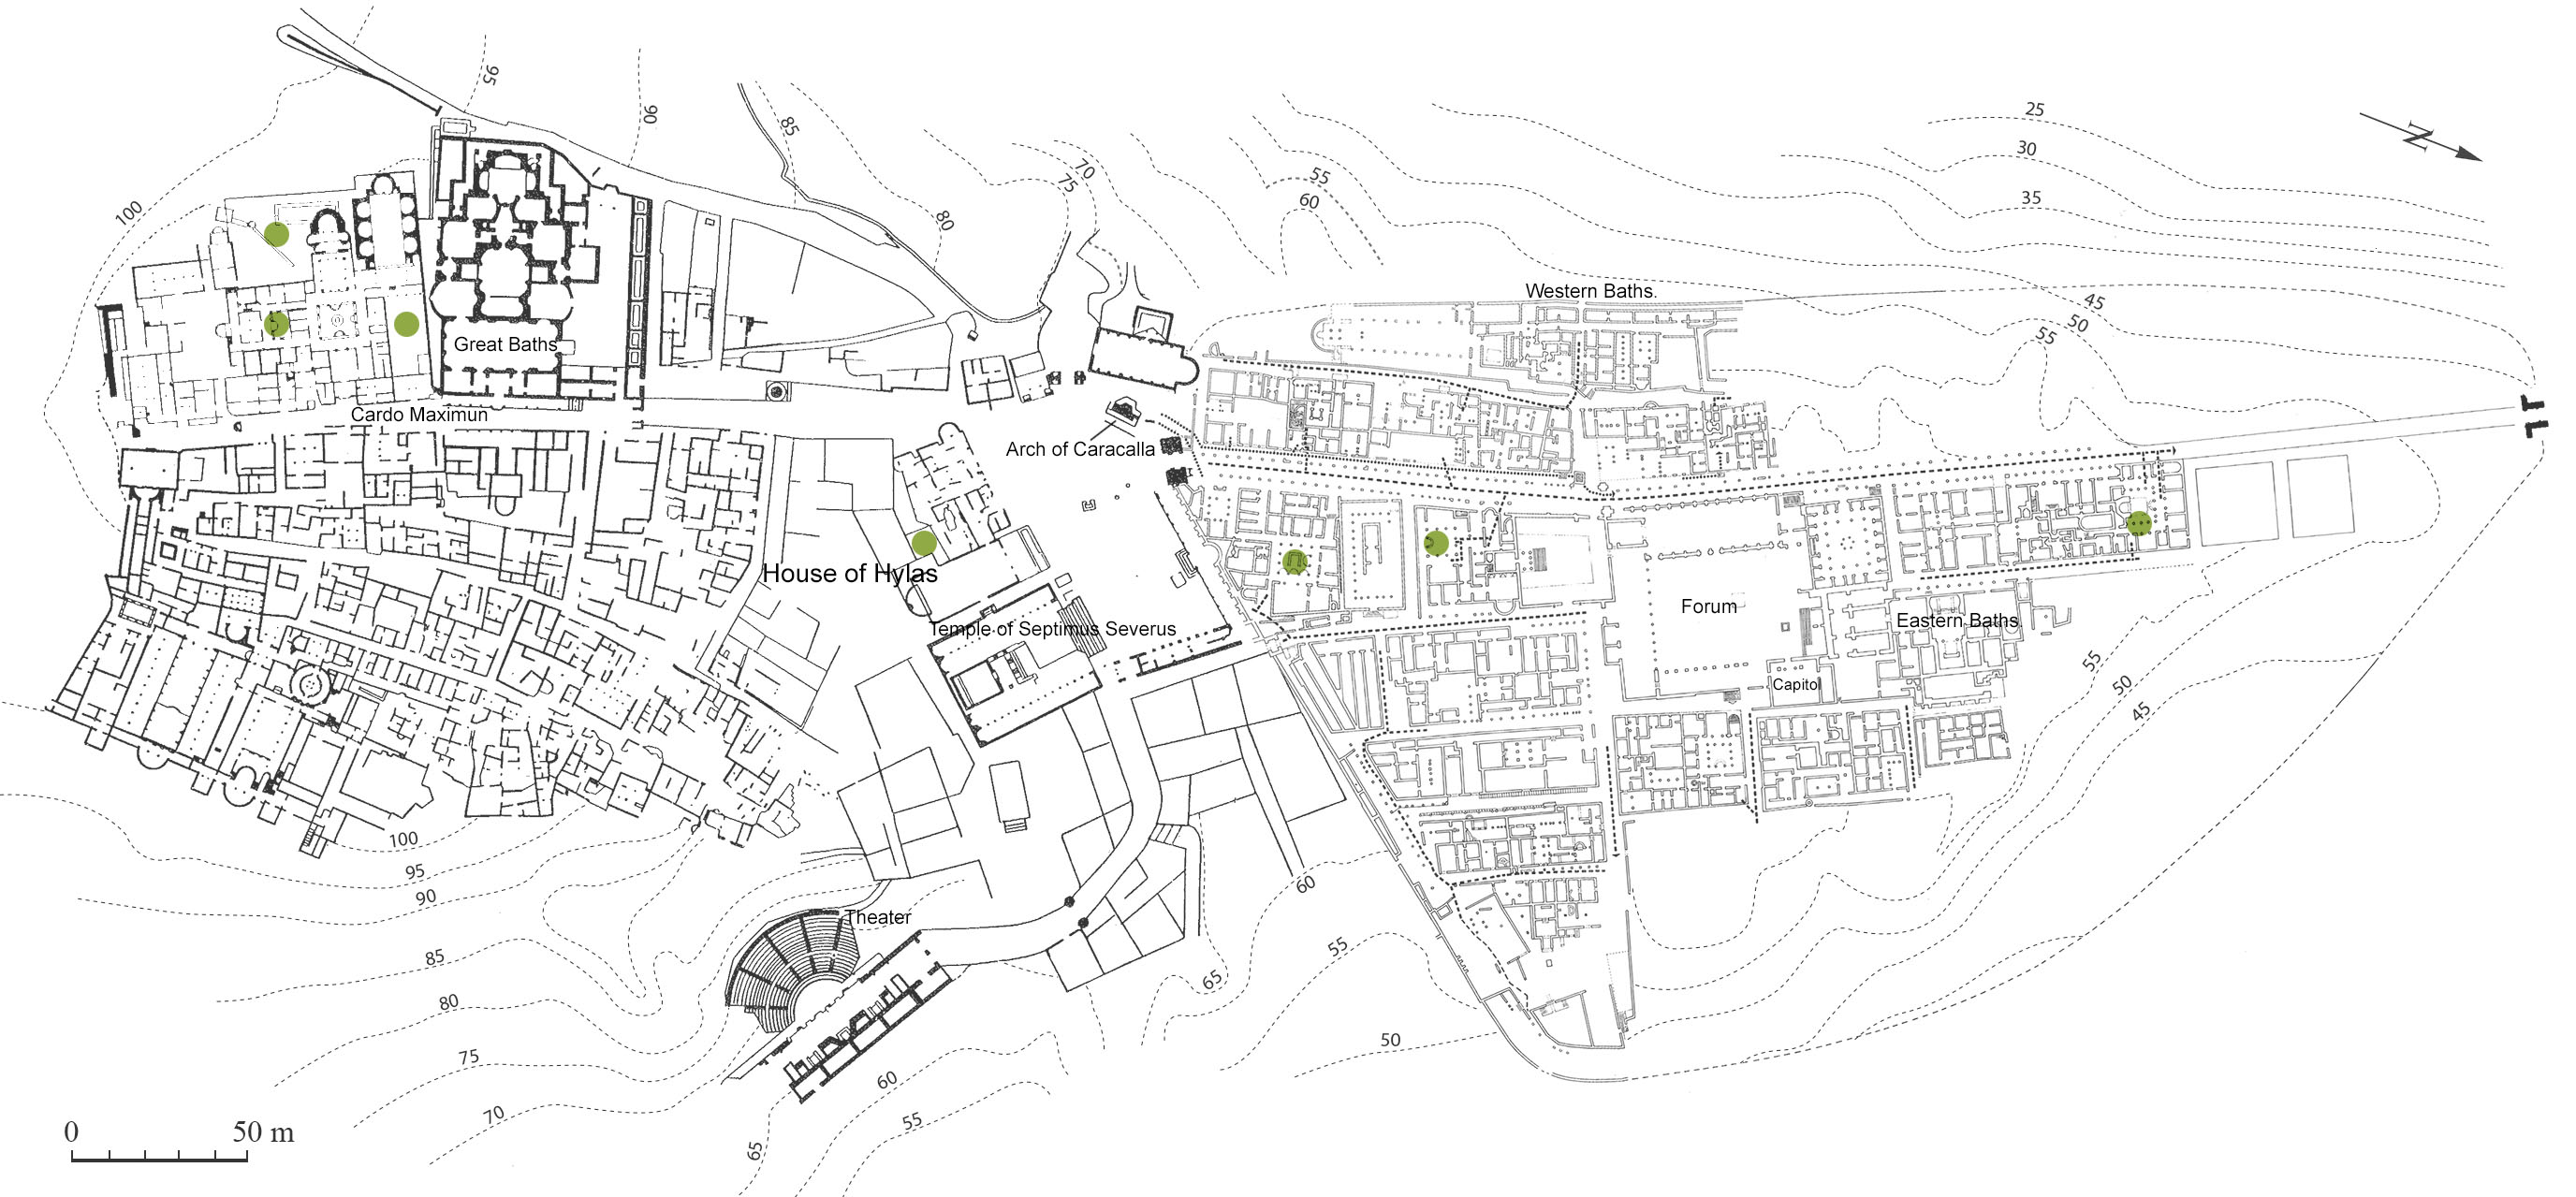 95
90
85
80
70
75
55
60
25
30
35
N
100
45
50
55
Western Baths.
Great Baths
Cardo Maximun
Arch of Caracalla
House of Hylas
Temple of Septimus Severus
Forum
Eastern Baths.
Capitol
55
50
45
100
95
90
85
80
75
70
65
60
55
Theater
65
60
55
50
0 50 m